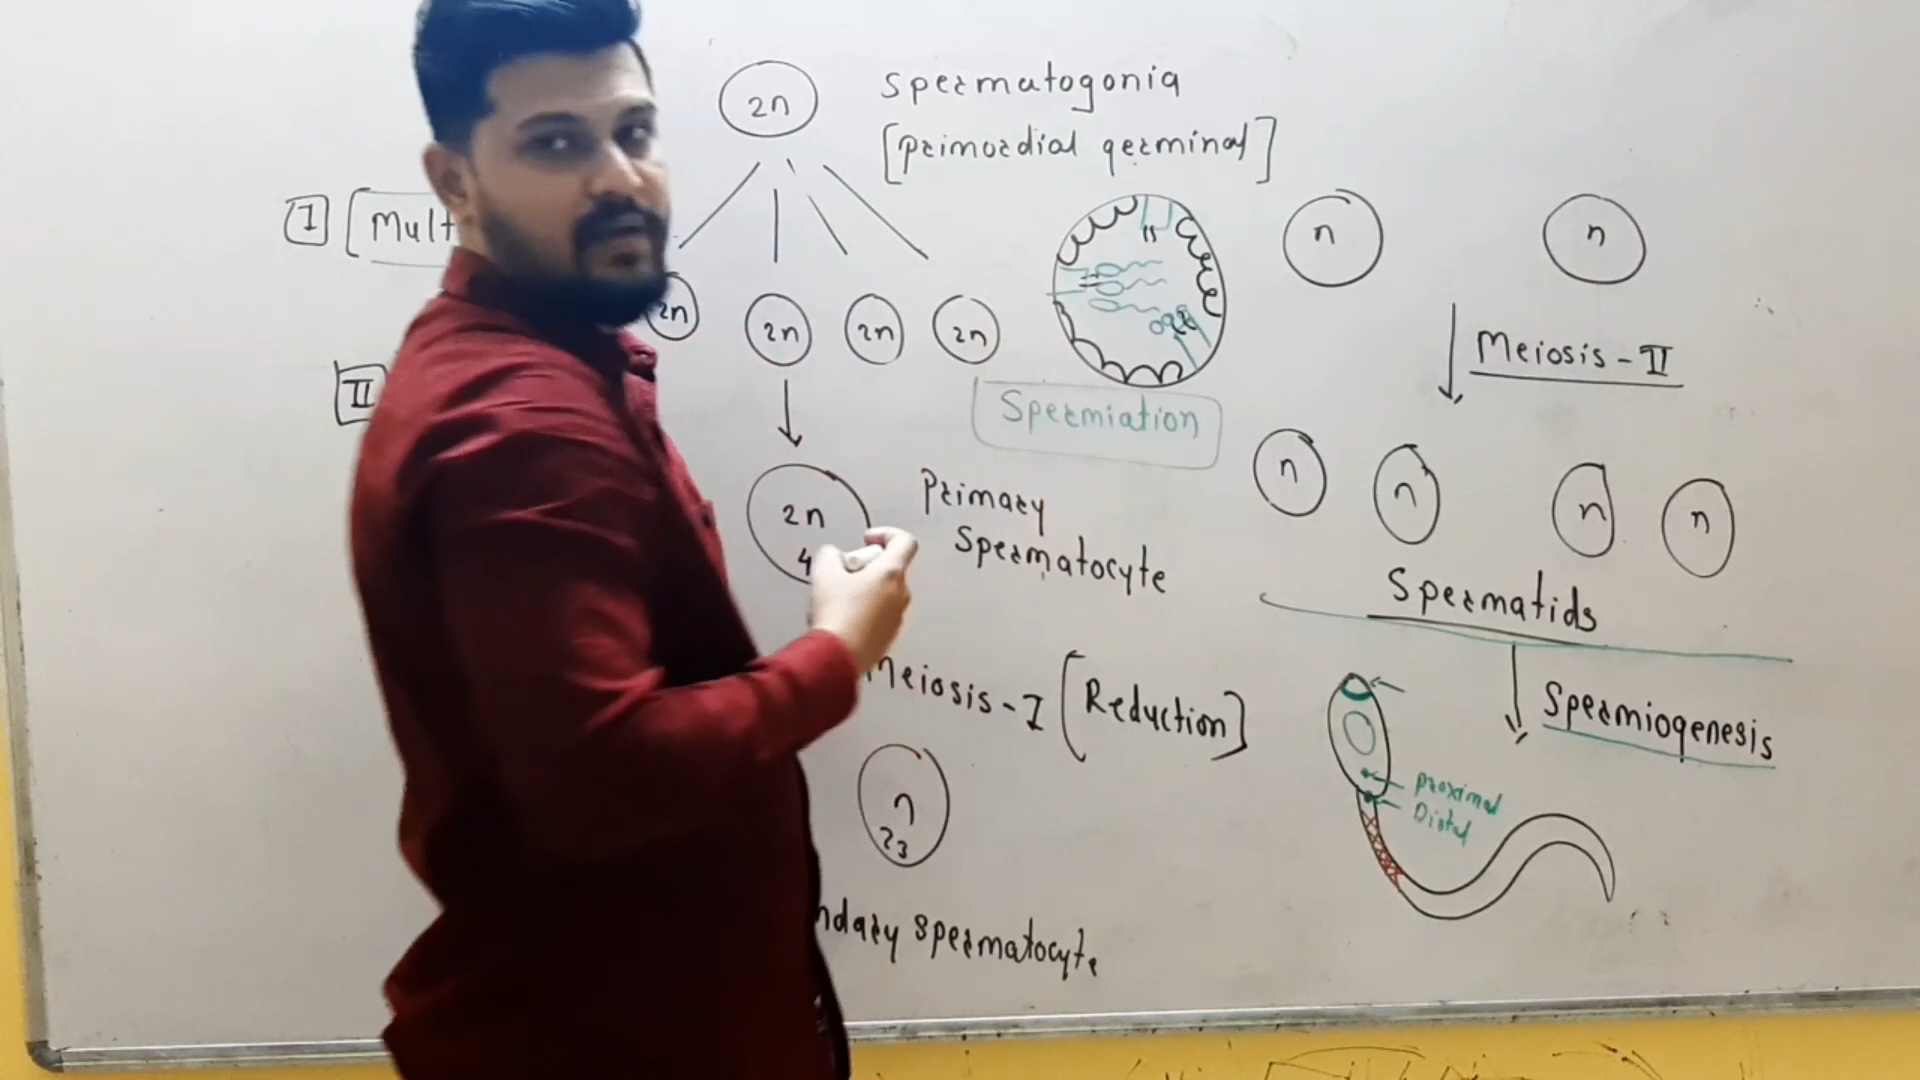 2n
Spermatogonia
[primordial germinal]
I [Mult
2n 2n 2n 2n
II
Spermiation
2n
4
Primary
Spermatocyte
Meiosis-I [Reduction]
n
23
ndary Spermatocyte
n n
Meiosis-II
n n n n
Spermatids
Spermiogenesis
Proximal
Distal